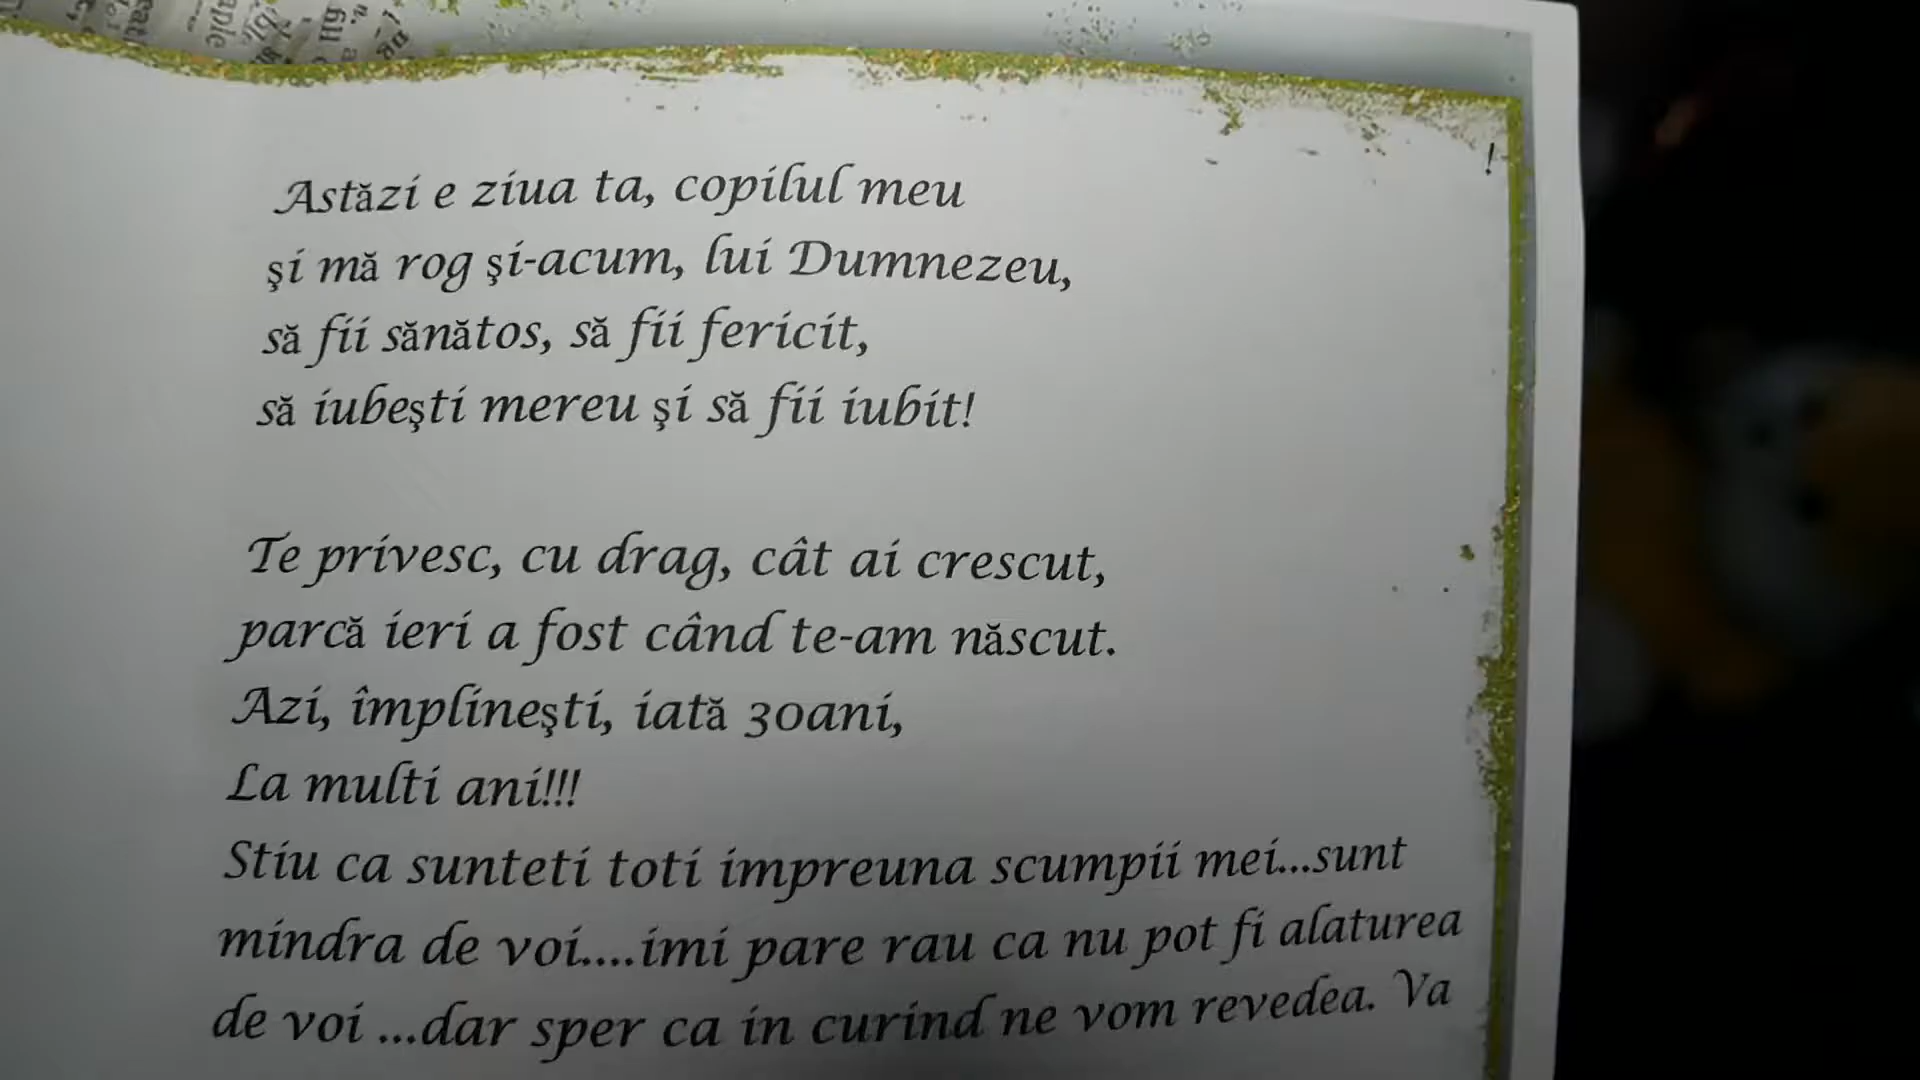 Astăzi e ziua ta, copilul meu
şi mă rog şi-acum, lui Dumnezeu,
să fii sănătos, să fii fericit,
să iubeşti mereu şi să fii iubit!
Te privesc, cu drag, cât ai crescut,
parcă ieri a fost când te-am născut.
Azi, împlineşti, iată 30ani,
La multi ani!!!
Stiu ca sunteti toti impreuna scumpii mei...sunt
mindra de voi....imi pare rau ca nu pot fi alaturea
de voi ...dar sper ca in curind ne vom revedea. Va